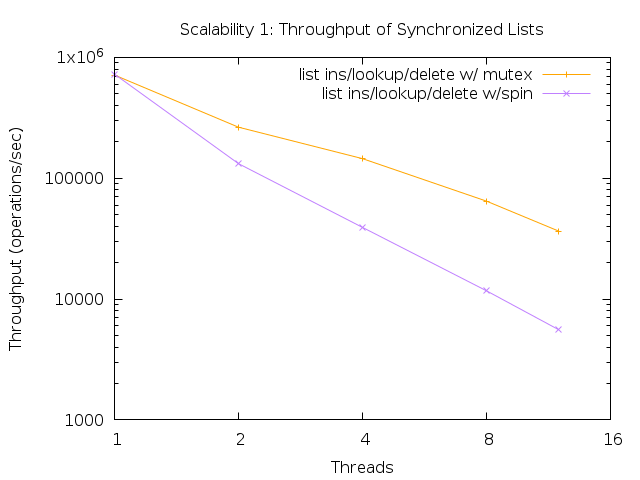 Scalability 1: Throughput of Synchronized Lists
1x10⁶
list ins/lookup/delete w/ mutex
list ins/lookup/delete w/spin
100000
10000
1000
Throughput (operations/sec)
1 2 4 8 16
Threads